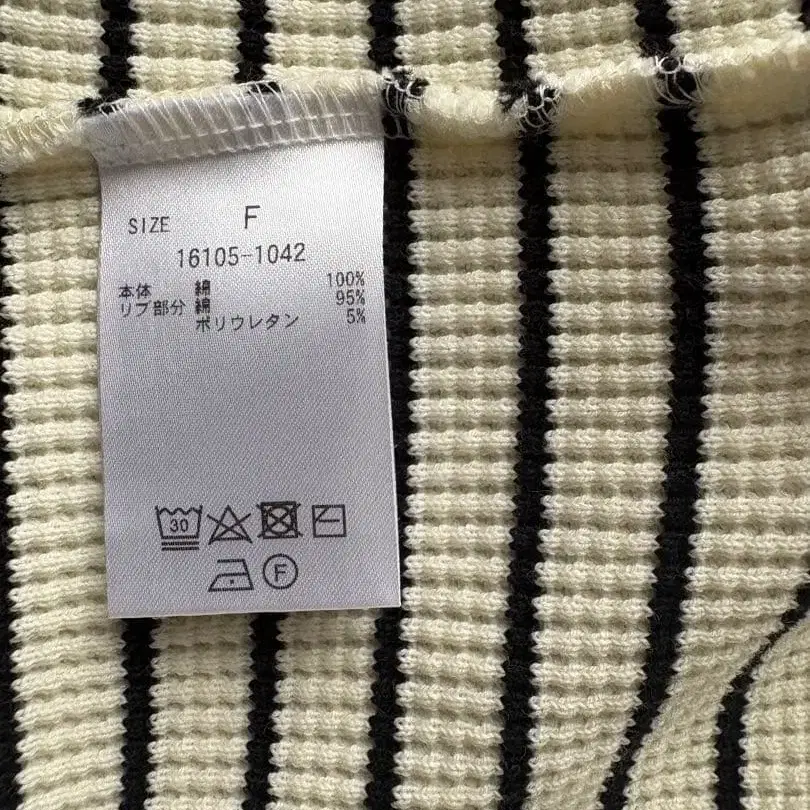 SIZE F
16105-1042
本体 綿 100%
リブ部分 綿 95%
ポリウレタン 5%
30
F